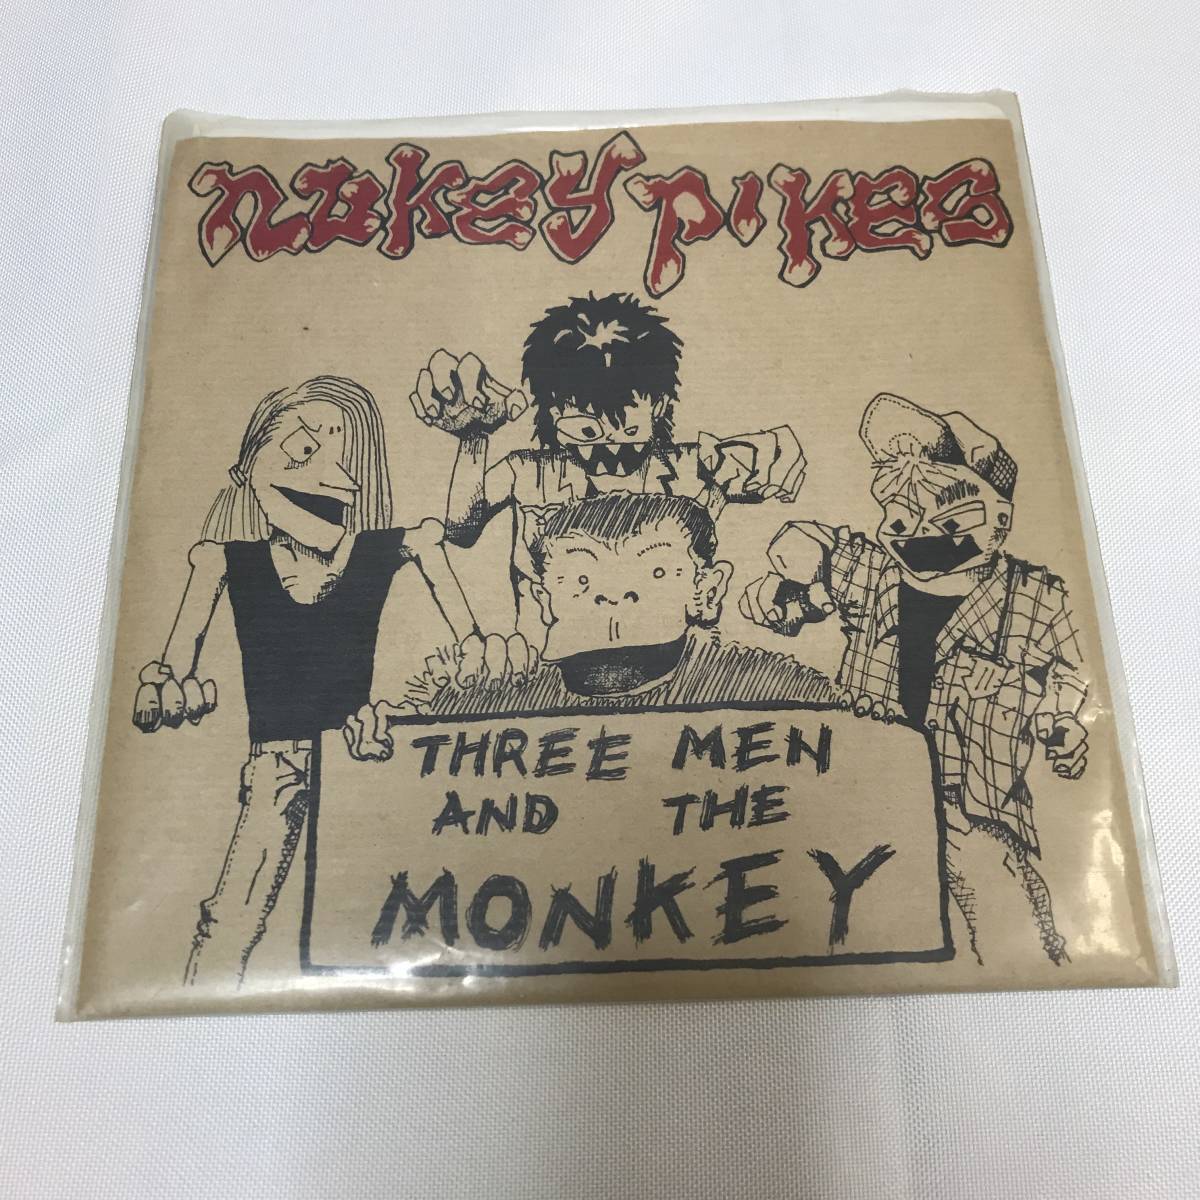 NUKEY PIKES
THREE MEN
AND THE
MONKEY